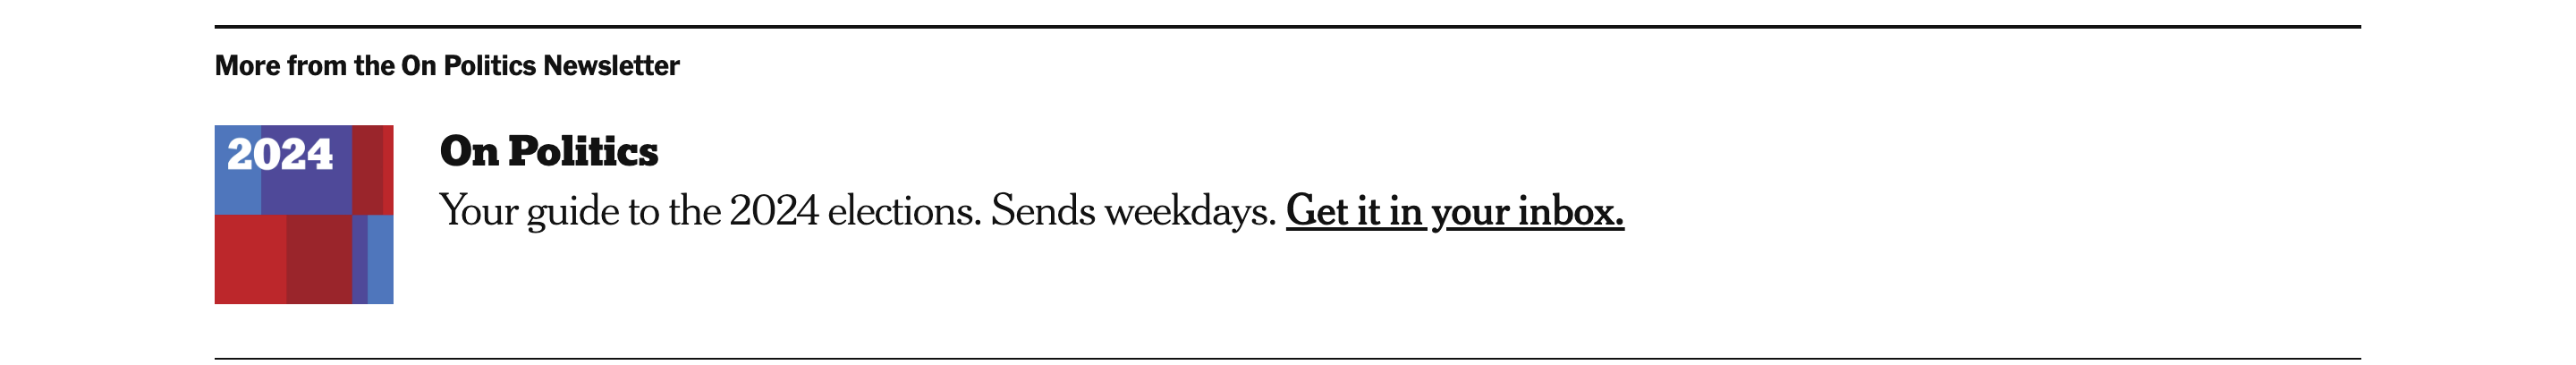 More from the On Politics Newsletter
2024
On Politics
Your guide to the 2024 elections. Sends weekdays. Get it in your inbox.